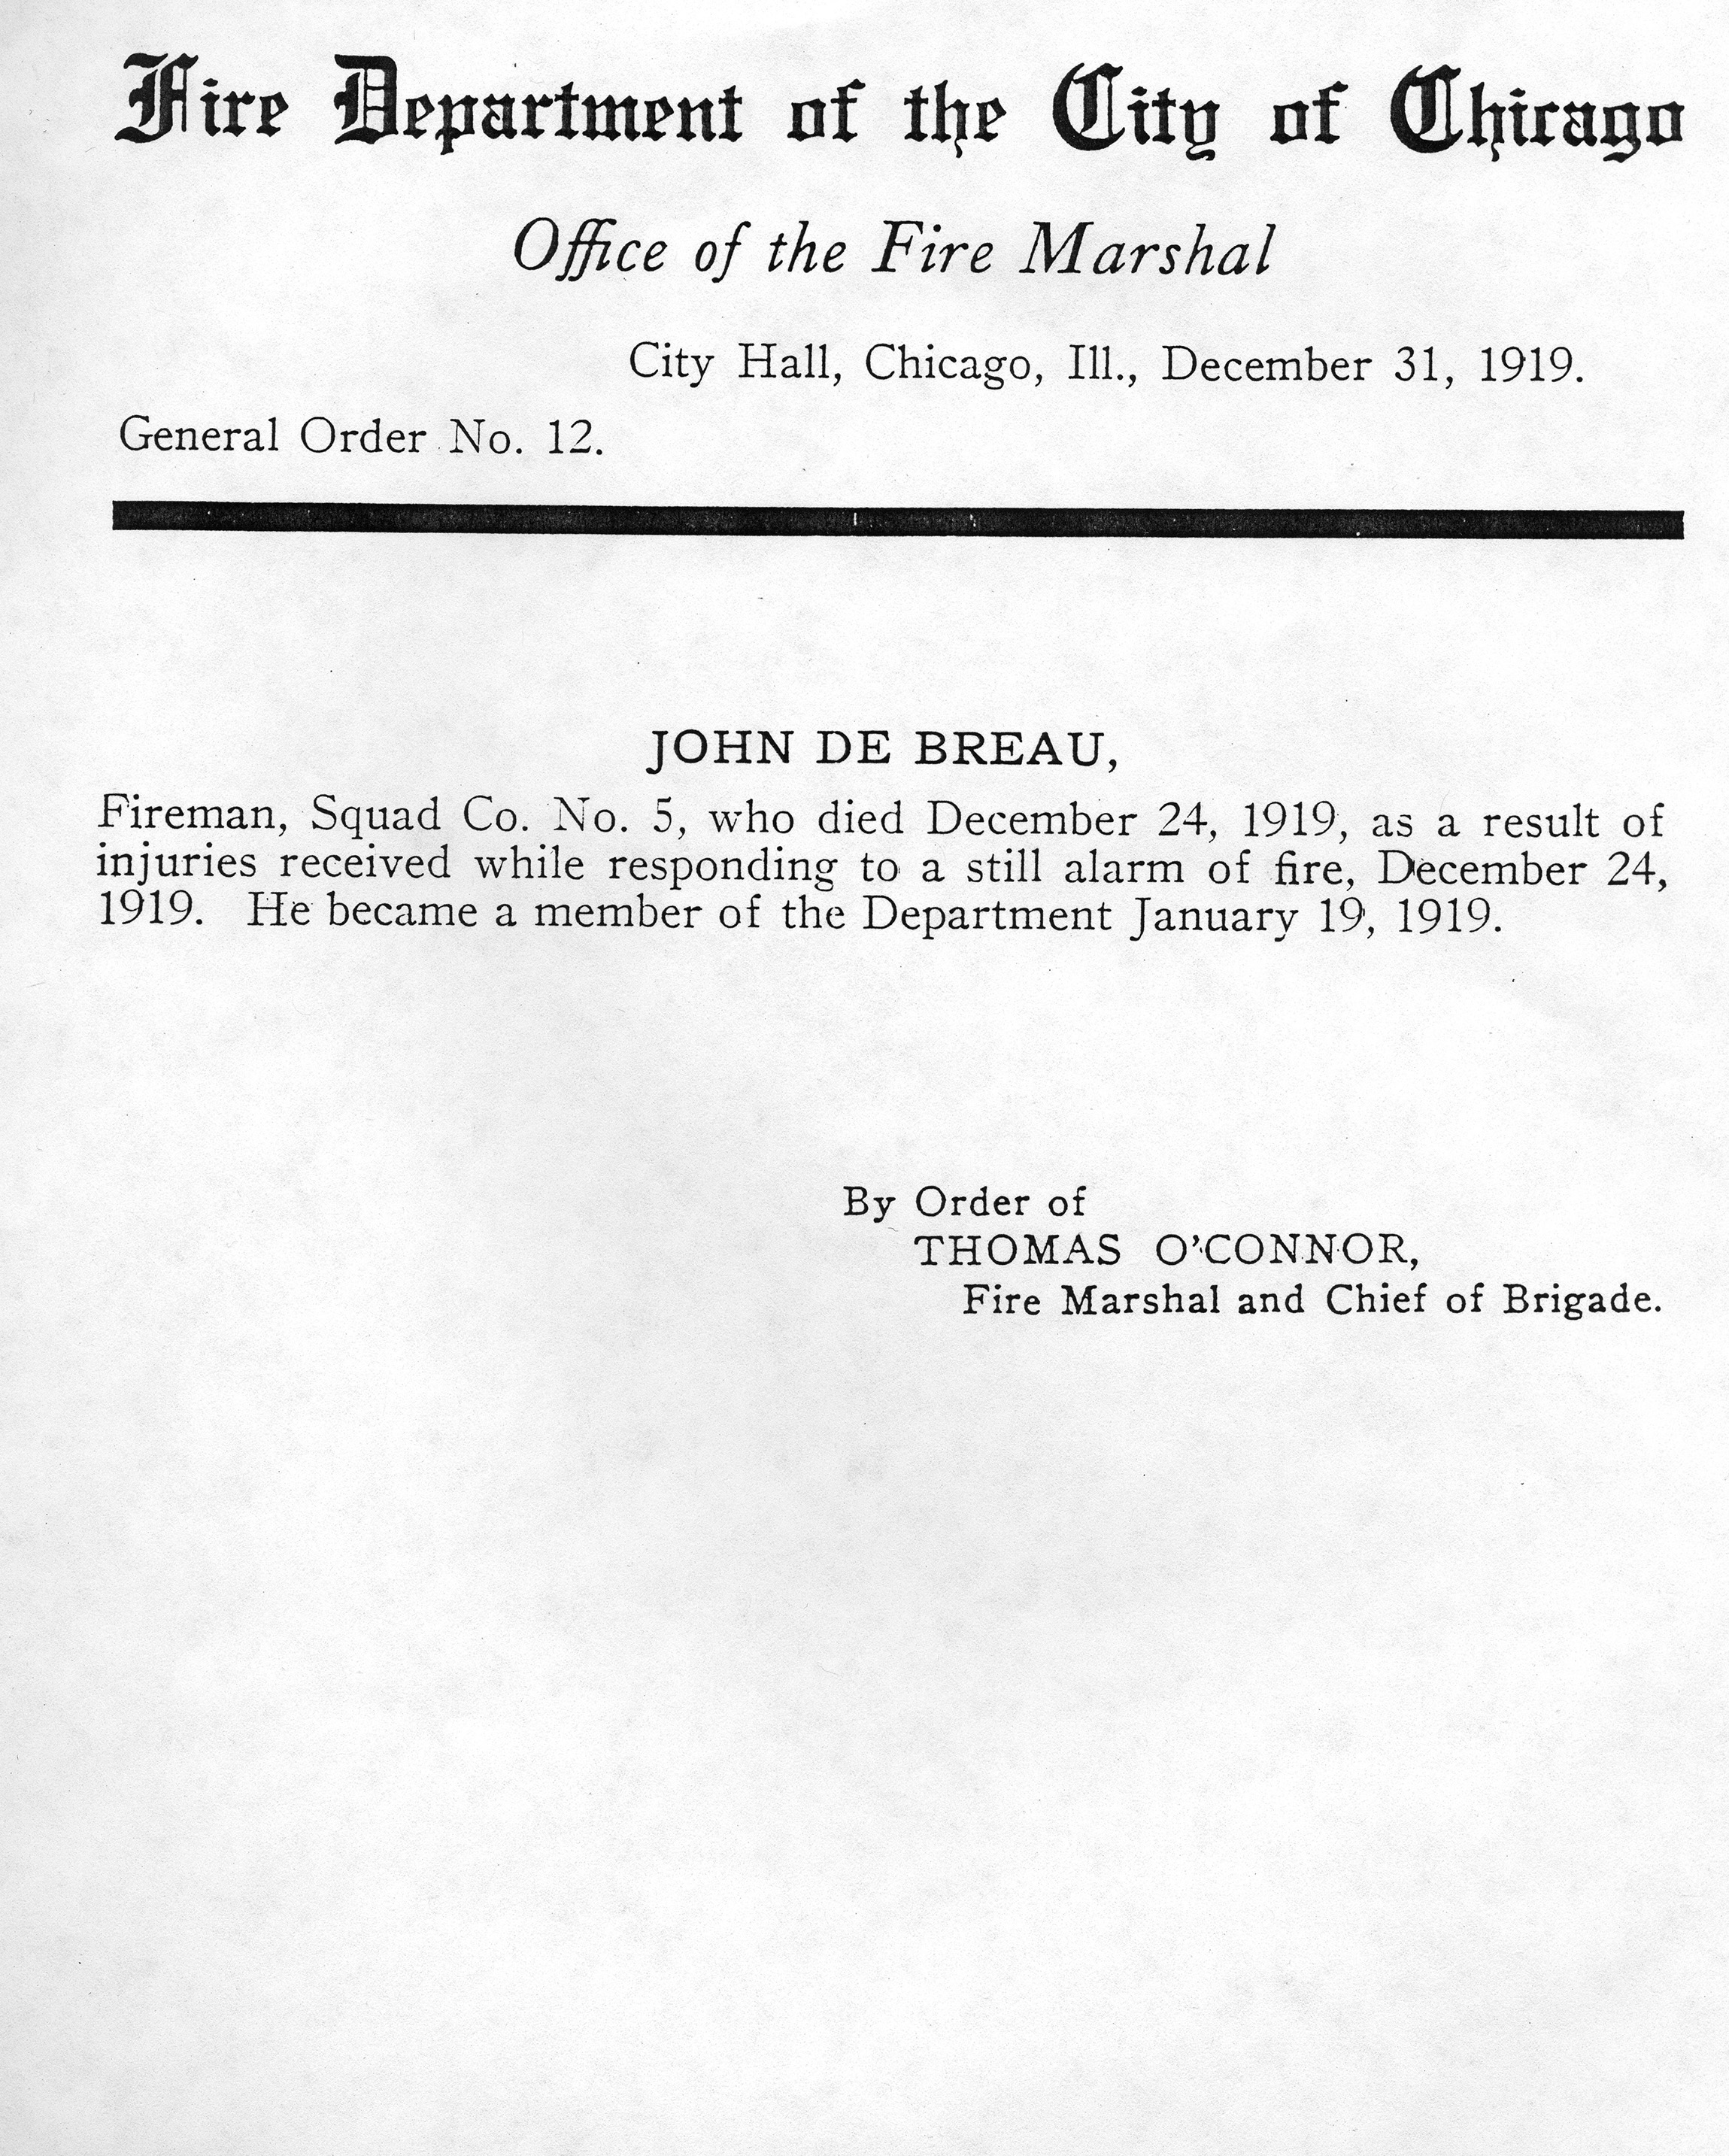 Fire Department of the City of Chicago
Office of the Fire Marshal
City Hall, Chicago, Ill., December 31, 1919.
General Order No. 12.
JOHN DE BREAU,
Fireman, Squad Co. No. 5, who died December 24, 1919, as a result of
injuries received while responding to a still alarm of fire, December 24,
1919. He became a member of the Department January 19, 1919.
By Order of
THOMAS O'CONNOR,
Fire Marshal and Chief of Brigade.